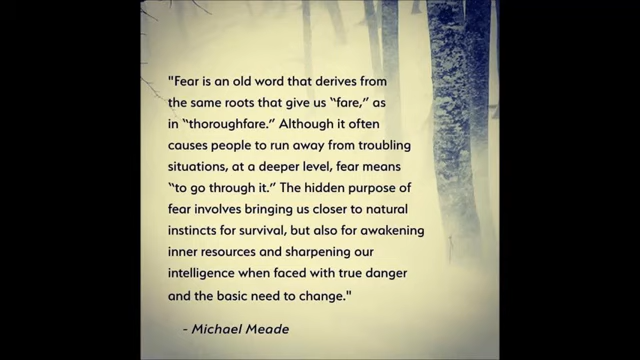 "Fear is an old word that derives from
the same roots that give us “fare,” as
in “thoroughfare.” Although it often
causes people to run away from troubling
situations, at a deeper level, fear means
“to go through it.” The hidden purpose of
fear involves bringing us closer to natural
instincts for survival, but also for awakening
inner resources and sharpening our
intelligence when faced with true danger
and the basic need to change."
- Michael Meade